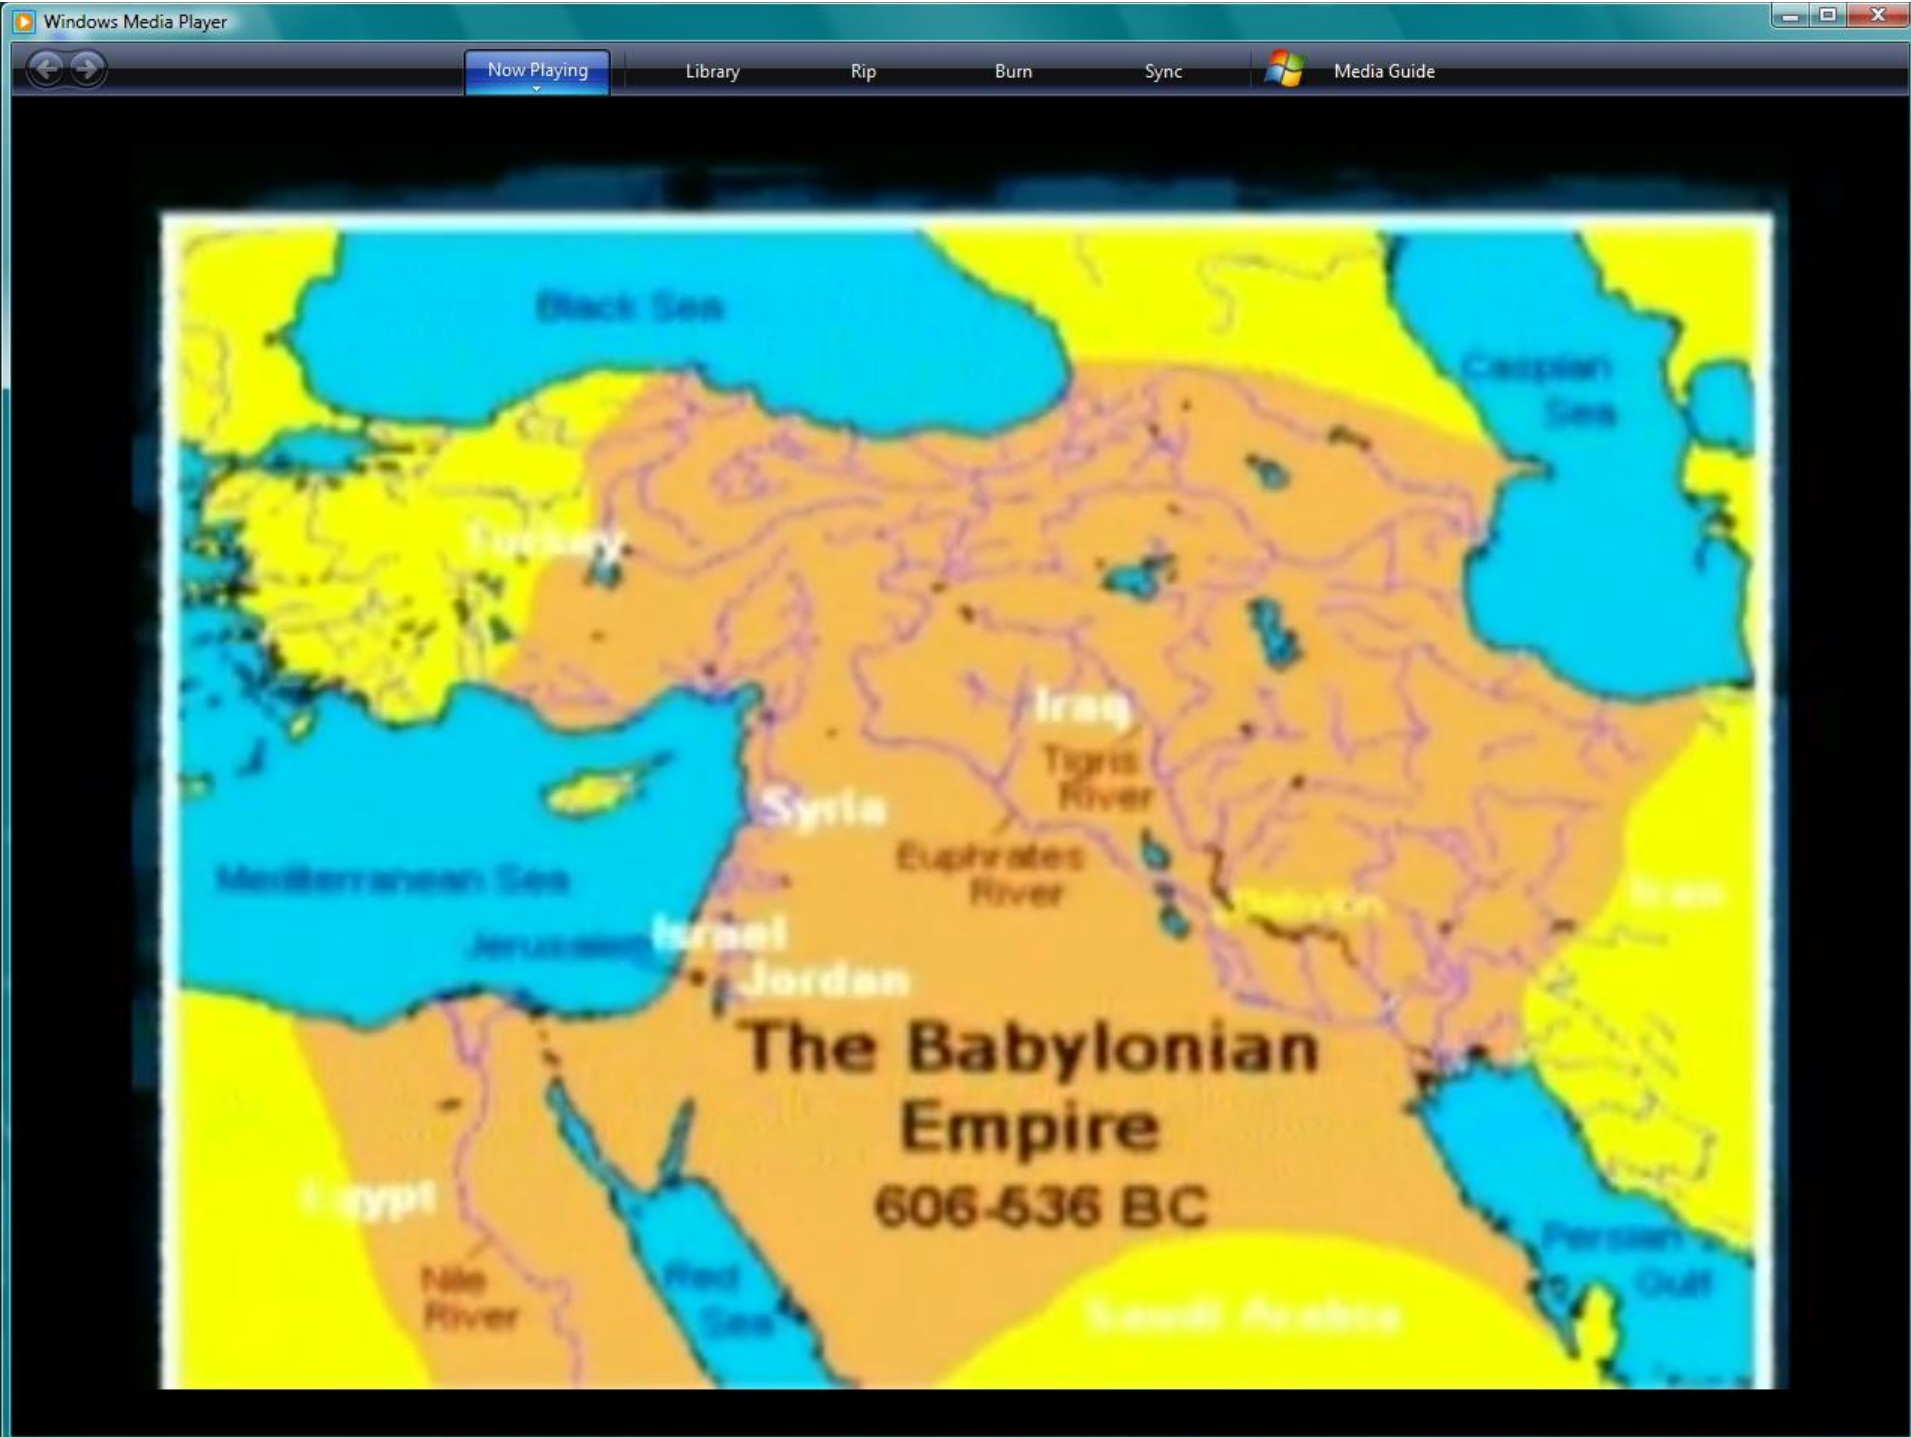 Windows Media Player
Now Playing
Library
Rip
Burn
Sync
Media Guide
Black Sea
Caspian
Sea
Turkey
Iraq
Tigris
River
Syria
Euphrates
River
Mediterranean Sea
Babylon
Iran
Israel
Jerusalem
Jordan
The Babylonian
Empire
606-536 BC
Egypt
Nile
River
Red
Sea
Persian
Gulf
Saudi Arabia